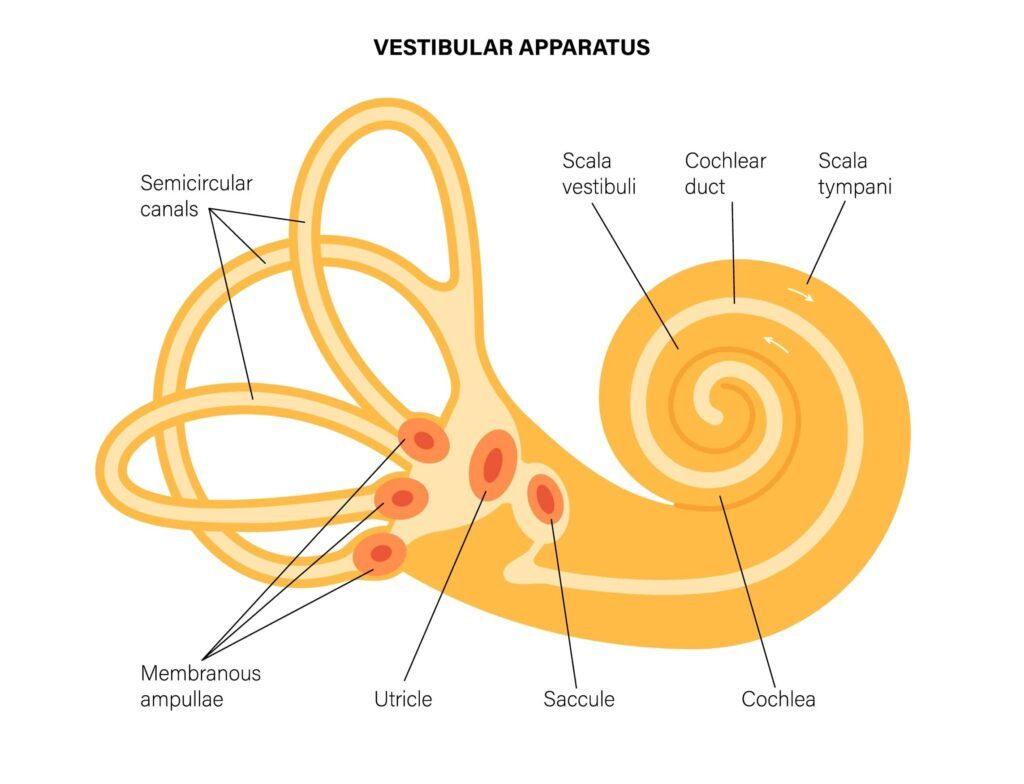 VESTIBULAR APPARATUS
Semicircular
canals
Scala
vestibuli
Cochlear
duct
Scala
tympani
Membranous
ampullae
Utricle
Saccule
Cochlea